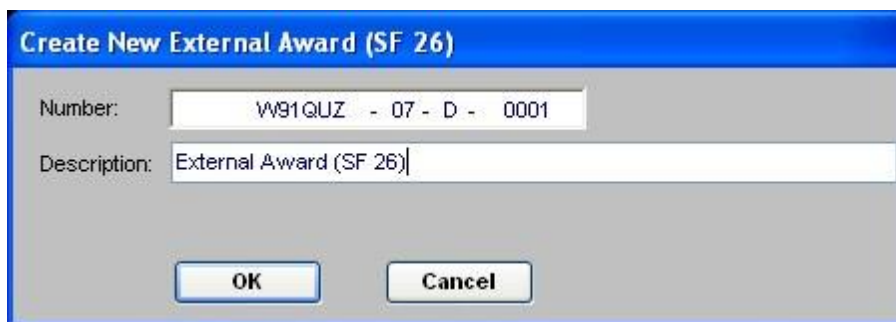 Create New External Award (SF 26)
Number: W91QUZ - 07 - D - 0001
Description: External Award (SF 26)
OK Cancel